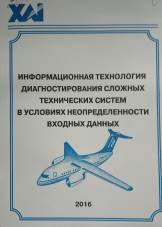 ХАІ
ИНФОРМАЦИОННАЯ ТЕХНОЛОГИЯ
ДИАГНОСТИРОВАНИЯ СЛОЖНЫХ
ТЕХНИЧЕСКИХ СИСТЕМ
В УСЛОВИЯХ НЕОПРЕДЕЛЕННОСТИ
ВХОДНЫХ ДАННЫХ
2016